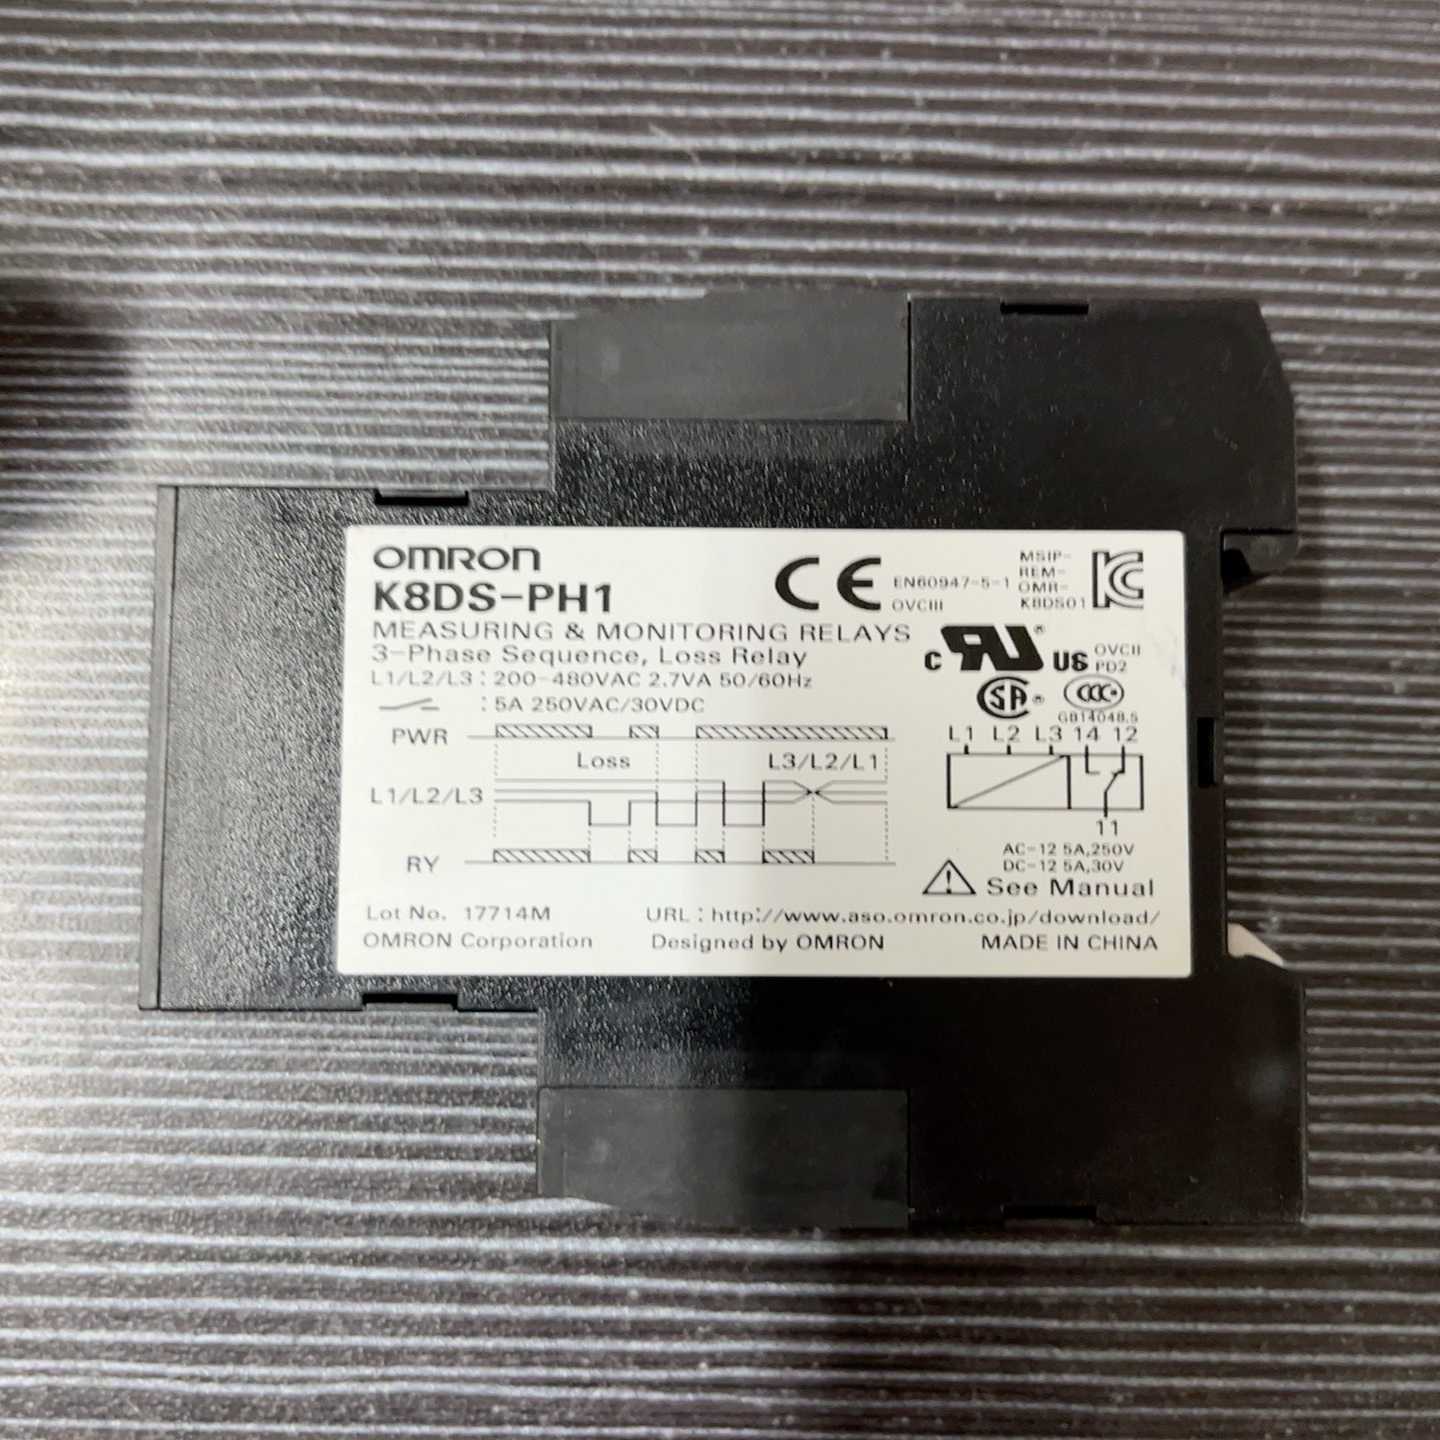 OMRON
K8DS-PH1
MEASURING & MONITORING RELAYS
3-Phase Sequence, Loss Relay
L1/L2/L3 : 200-480VAC 2.7VA 50/60Hz
: 5A 250VAC/30VDC
CE EN60947-5-1
OVCIII
MSIP-
REM-
OMR-
K8DS01
KC
C RU US ®
OVCII
PD2
SA ®
CCC
GB14048.5
PWR
Loss
L3/L2/L1
L1/L2/L3
RY
L1 L2 L3 14 12
11
AC-12 5A,250V
DC-12 5A,30V
See Manual
Lot No. 17714M
URL : http://www.aso.omron.co.jp/download/
OMRON Corporation
Designed by OMRON
MADE IN CHINA